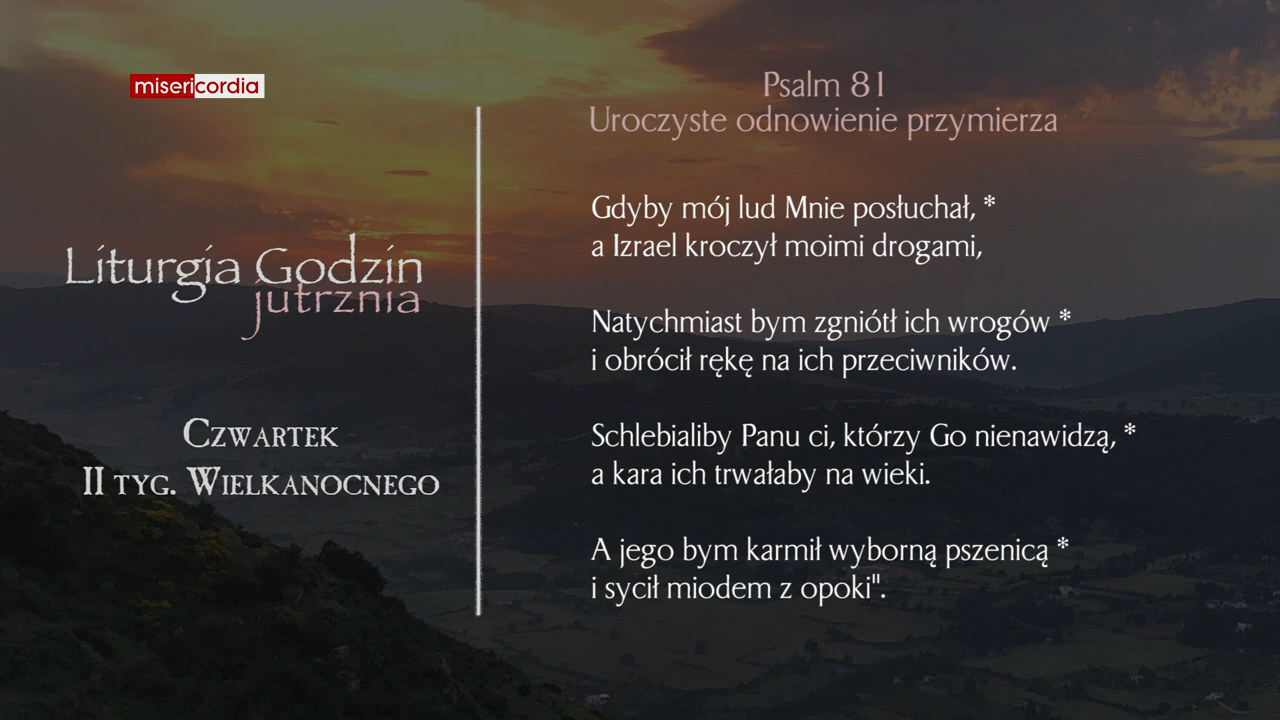 misericordia
Liturgia Godzin
jutrznia
Czwartek
II tyg. Wielkanocnego
Psalm 81
Uroczyste odnowienie przymierza
Gdyby mój lud Mnie posłuchał, *
a Izrael kroczył moimi drogami,
Natychmiast bym zgniótł ich wrogów *
i obrócił rękę na ich przeciwników.
Schlebialiby Panu ci, którzy Go nienawidzą, *
a kara ich trwałaby na wieki.
A jego bym karmił wyborną pszenicą *
i sycił miodem z opoki".